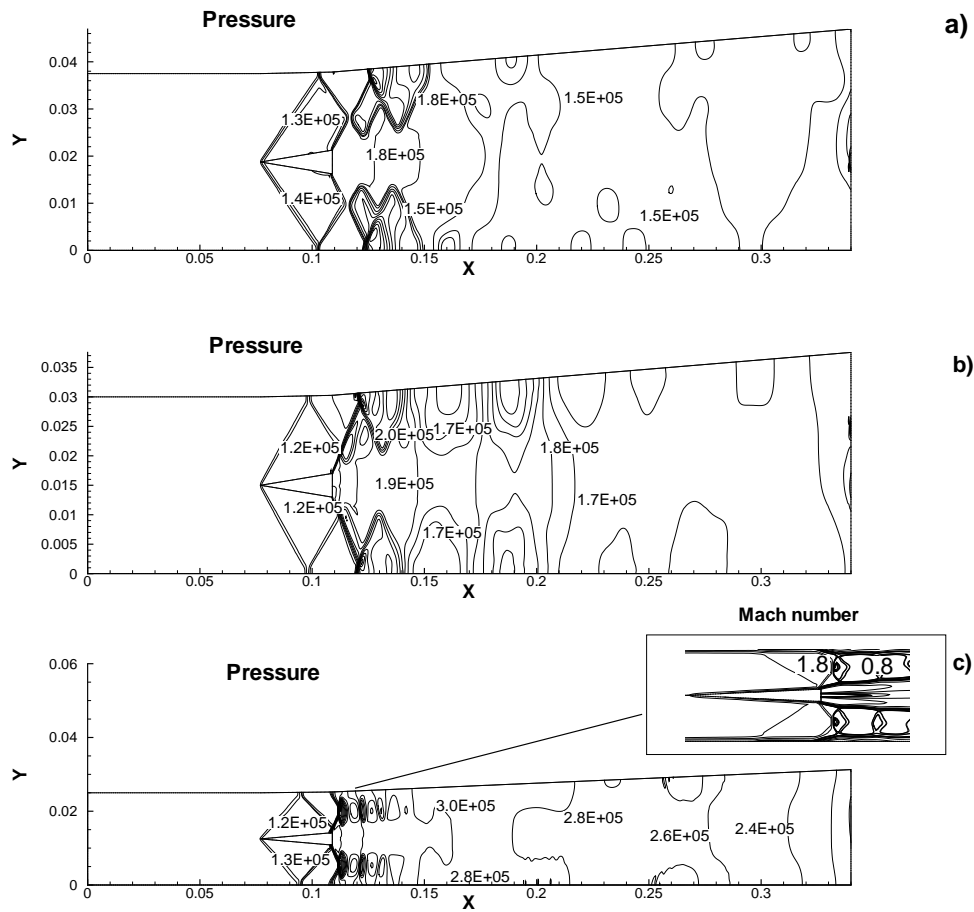 Pressure
a)
0.04
0.03
0.02
0.01
0
Y
1.3E+05
1.8E+05
1.5E+05
1.8E+05
1.4E+05
1.5E+05
1.5E+05
0
0.05
0.1
0.15
0.2
0.25
0.3
X
Pressure
b)
0.035
0.03
0.025
0.02
0.015
0.01
0.005
0
Y
1.2E+05
2.0E+05
1.7E+05
1.8E+05
1.9E+05
1.2E+05
1.7E+05
1.7E+05
0
0.05
0.1
0.15
0.2
0.25
0.3
X
Mach number
1.8
0.8
c)
Pressure
0.06
0.04
0.02
0
Y
1.2E+05
3.0E+05
2.8E+05
2.6E+05
2.4E+05
1.3E+05
2.8E+05
0
0.05
0.1
0.15
0.2
0.25
0.3
X